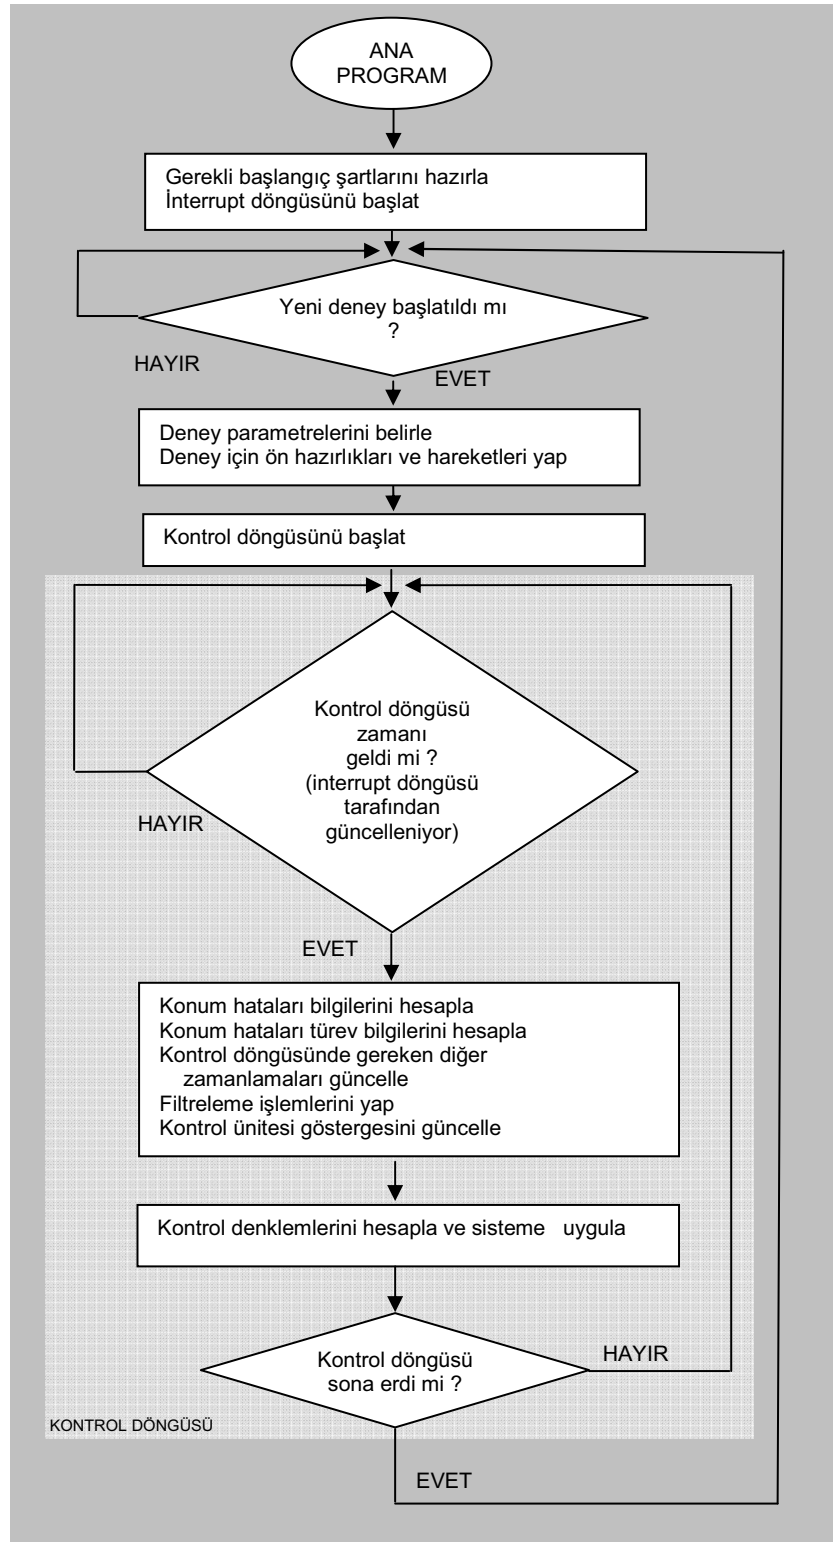 ANA
PROGRAM
Gerekli başlangıç şartlarını hazırla
İnterrupt döngüsünü başlat
Yeni deney başlatıldı mı
?
HAYIR
EVET
Deney parametrelerini belirle
Deney için ön hazırlıkları ve hareketleri yap
Kontrol döngüsünü başlat
Kontrol döngüsü
zamanı
geldi mi ?
(interrupt döngüsü
tarafından
güncelleniyor)
HAYIR
EVET
Konum hataları bilgilerini hesapla
Konum hataları türev bilgilerini hesapla
Kontrol döngüsünde gereken diğer
zamanlamaları güncelle
Filtreleme işlemlerini yap
Kontrol ünitesi göstergesini güncelle
Kontrol denklemlerini hesapla ve sisteme uygula
Kontrol döngüsü
sona erdi mi ?
HAYIR
KONTROL DÖNGÜSÜ
EVET